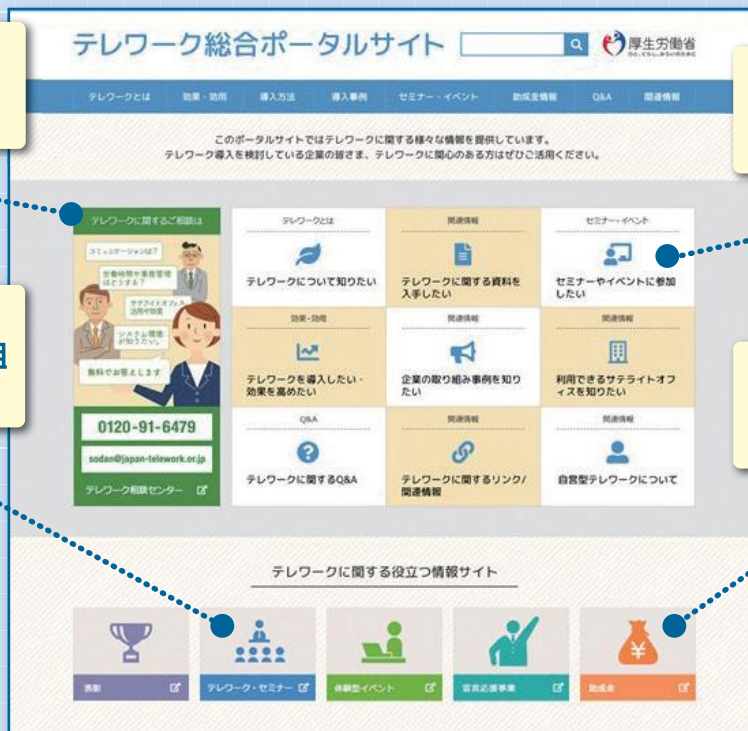 テレワーク総合ポータルサイト
厚生労働省
ひと、くらし、みらいのために
テレワークとは 効果・効用 導入方法 導入事例 セミナー・イベント 助成金情報 Q&A 関連情報
このポータルサイトではテレワークに関する様々な情報を提供しています。
テレワーク導入を検討している企業の皆さま、テレワークに関心のある方はぜひご活用ください。
テレワークに関するご相談は
コミュニケーションは?
労働時間や業務管理
はどうする?
サテライトオフィス
活用や効果
システム環境
が知りたい。
無料でお答えします
0120-91-6479
sodan@japan-telework.or.jp
テレワーク相談センター
テレワークとは
テレワークについて知りたい
関連情報
テレワークに関する資料を
入手したい
セミナー・イベント
セミナーやイベントに参加
したい
効果・効用
テレワークを導入したい・
効果を高めたい
関連情報
企業の取り組み事例を知り
たい
関連情報
利用できるサテライトオフ
ィスを知りたい
Q&A
テレワークに関するQ&A
関連情報
テレワークに関するリンク/
関連情報
関連情報
自営型テレワークについて
組
テレワークに関する役立つ情報サイト
表彰
テレワーク・セミナー
体験型イベント
宣言応援事業
¥
助成金